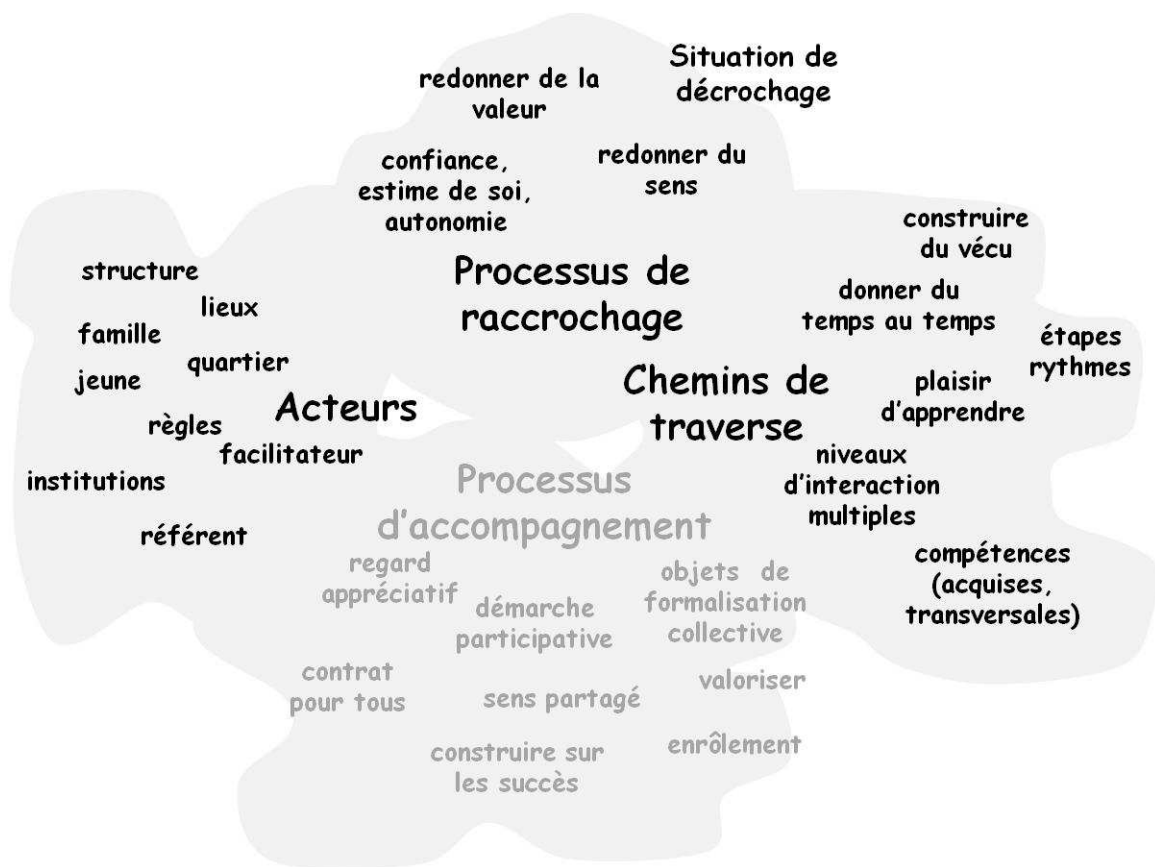 Situation de
décrochage
redonner de la
valeur
confiance,
estime de soi,
autonomie
redonner du
sens
Processus de
raccrochage
structure
lieux
famille
quartier
jeune
Acteurs
règles
facilitateur
institutions
référent
construire
du vécu
donner du
temps au temps
étapes
rythmes
Chemins de
traverse
plaisir
d'apprendre
niveaux
d'interaction
multiples
compétences
(acquises,
transversales)
Processus
d'accompagnement
regard
appréciatif
démarche
participative
objets de
formalisation
collective
contrat
pour tous
sens partagé
valoriser
construire sur
les succès
enrôlement